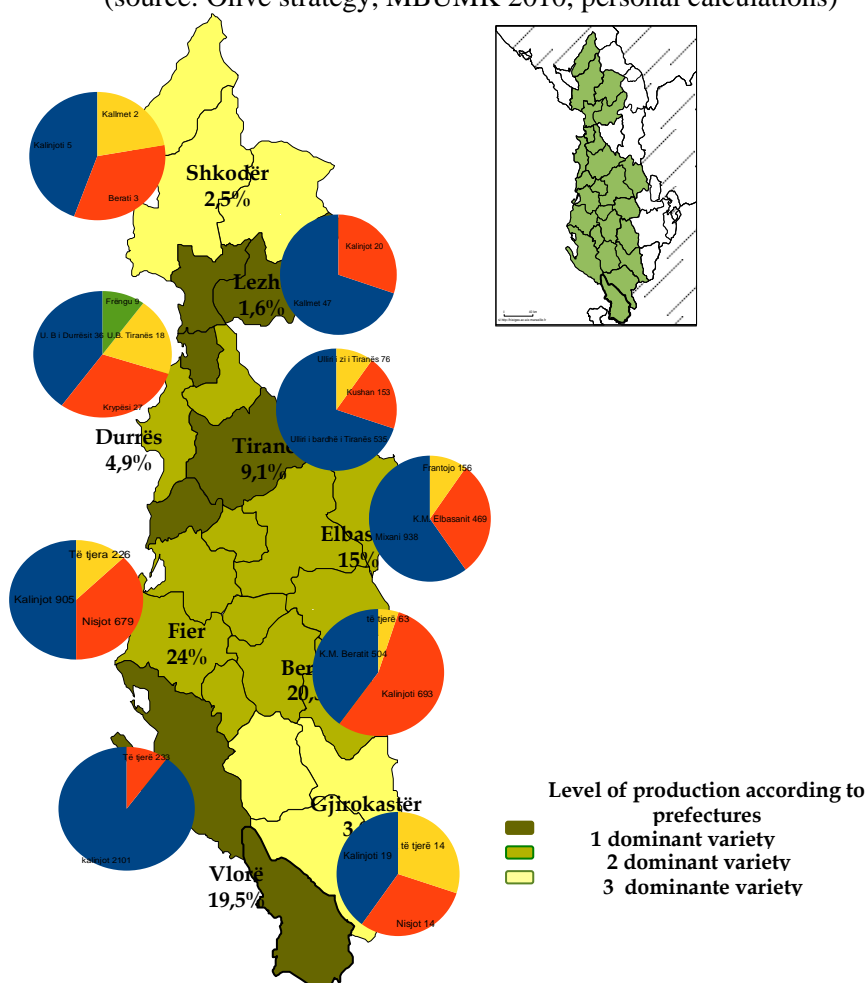 (source: Olive strategy, MBUMK 2010, personal calculations)
Kallmet 2
Kalinjoti 5
Berati 3
Shkodër
2,5%
Kalinjot 20
Kallmet 47
Lezh
1,6%
Frëngu 9
U. B i Durrësit 36
U.B. Tiranës 18
Krypësi 27
Ulliri i zi i Tiranës 76
Kushan 153
Ulliri i bardhë i Tiranës 535
Durrës
4,9%
Tiranë
9,1%
Frantojo 156
K.M. Elbasanit 469
Mixani 938
Elbas
15%
Të tjera 226
Kalinjot 905
Nisjot 679
Fier
24%
të tjerë 63
K.M. Beratit 504
Kalinjoti 693
Ber
20,
Të tjerë 233
kalinjot 2101
Vlorë
19,5%
Gjirokastër
3,
të tjerë 14
Kalinjoti 19
Nisjot 14
Level of production according to
prefectures
1 dominant variety
2 dominant variety
3 dominante variety